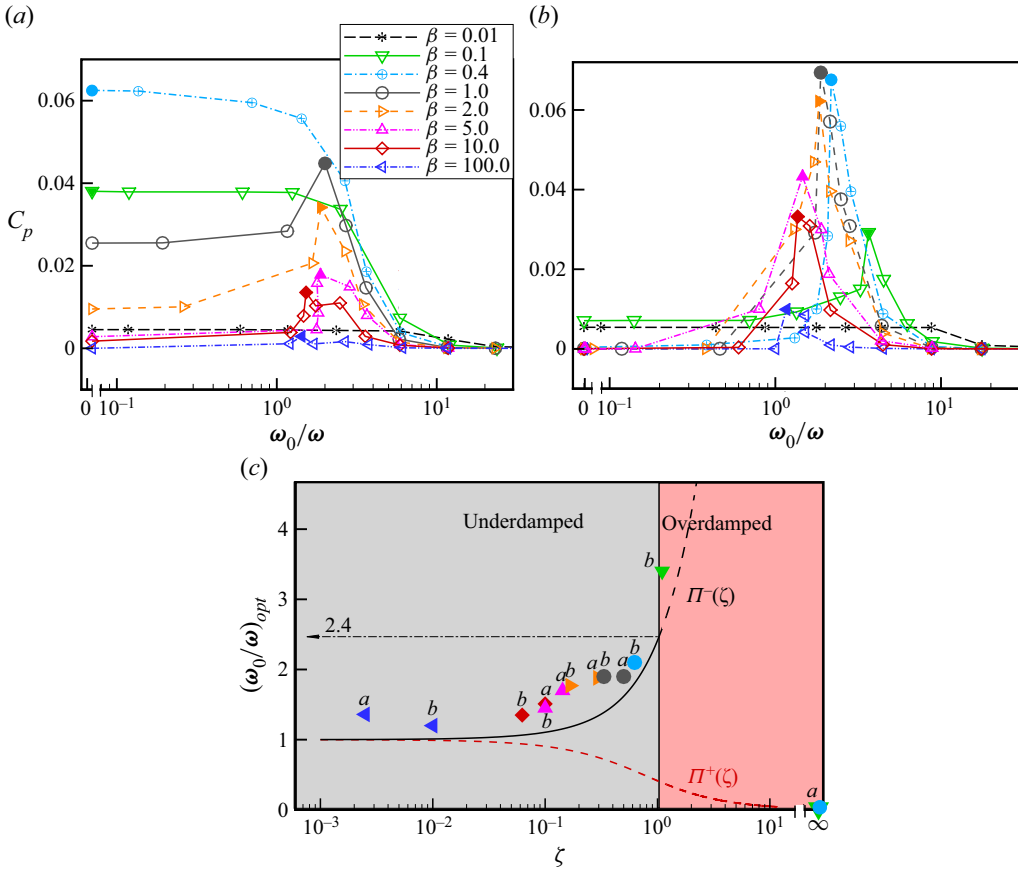 (a)
(b)
β = 0.01
β = 0.1
β = 0.4
β = 1.0
β = 2.0
β = 5.0
β = 10.0
β = 100.0
0.06
0.04
C_p
0.02
0
0 10⁻¹ 10⁰ 10¹
ω₀/ω
0.06
0.04
0.02
0
0 10⁻¹ 10⁰ 10¹
ω₀/ω
(c)
Underdamped
Overdamped
4
b
3
Π⁻(ζ)
2.4
(ω₀/ω)ₒₚₜ
b
a b a
a b
2
a b a
b
1
b
Π⁺(ζ)
a
0
10⁻³ 10⁻² 10⁻¹ 10⁰ 10¹ ∞
ζ